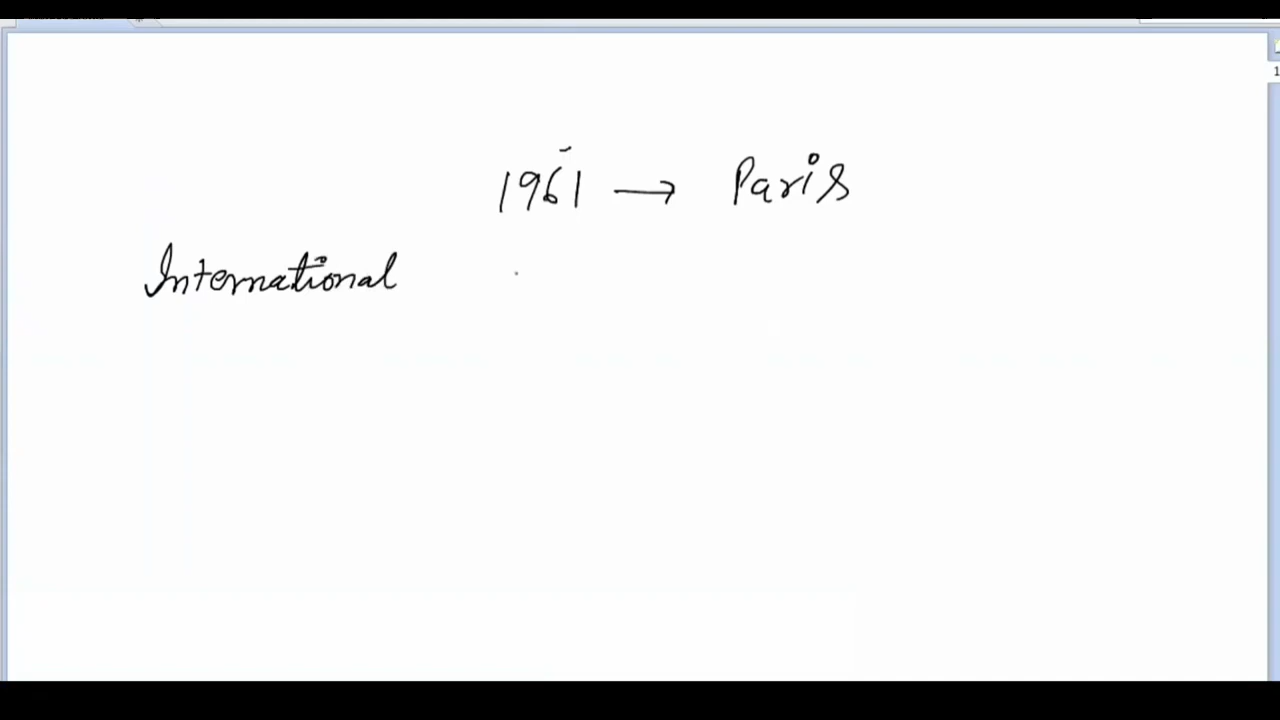 1961 → Paris
International